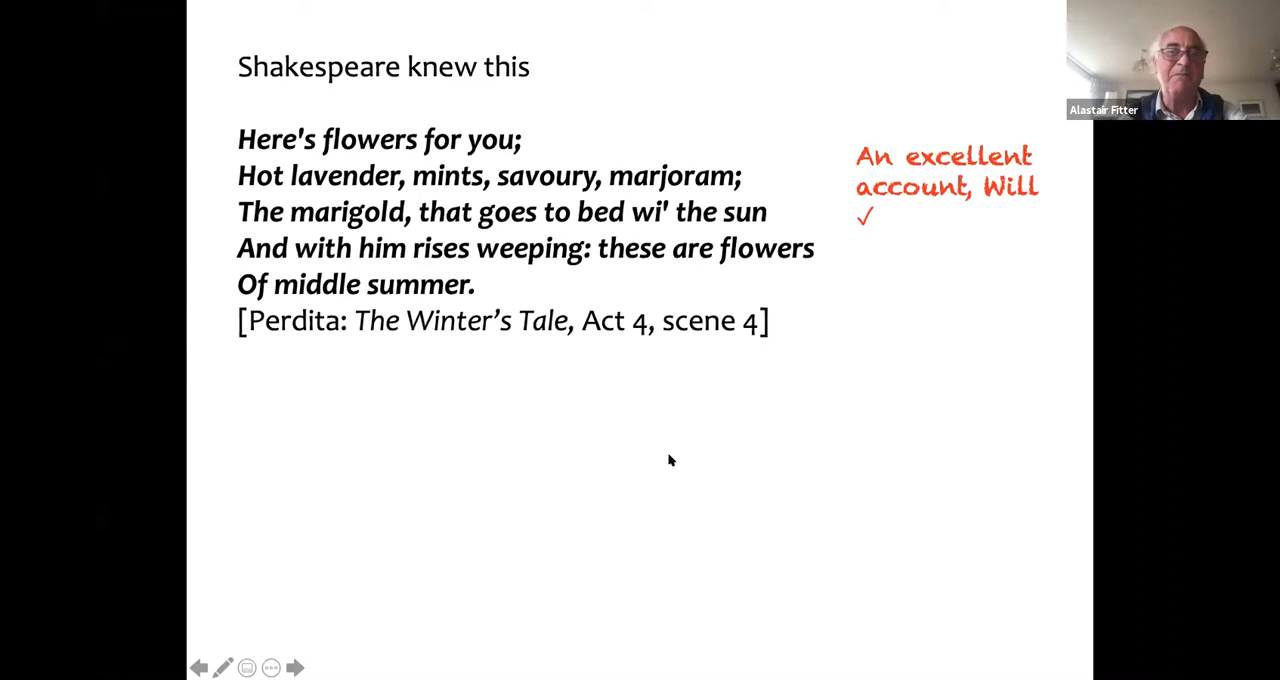 Shakespeare knew this
Here's flowers for you;
Hot lavender, mints, savoury, marjoram;
The marigold, that goes to bed wi' the sun
And with him rises weeping: these are flowers
Of middle summer.
[Perdita: The Winter’s Tale, Act 4, scene 4]
An excellent
account, Will
✓
Alastair Fitter